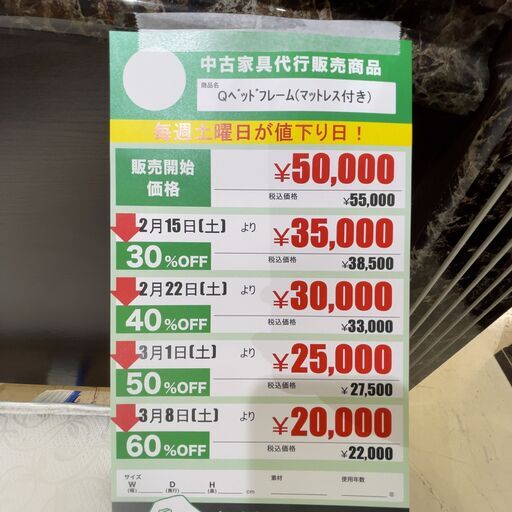 中古家具代行販売商品
商品名
Qベッドフレーム(マットレス付き)
毎週土曜日が値下り日！
販売開始
価格
¥50,000
税込価格 ¥55,000
2月15日(土) より
30%OFF
¥35,000
税込価格 ¥38,500
2月22日(土) より
40%OFF
¥30,000
税込価格 ¥33,000
3月1日(土) より
50%OFF
¥25,000
税込価格 ¥27,500
3月8日(土) より
60%OFF
¥20,000
税込価格 ¥22,000
サイズ 素材 使用年数
W D H
(幅) (奥行) (高) cm 年